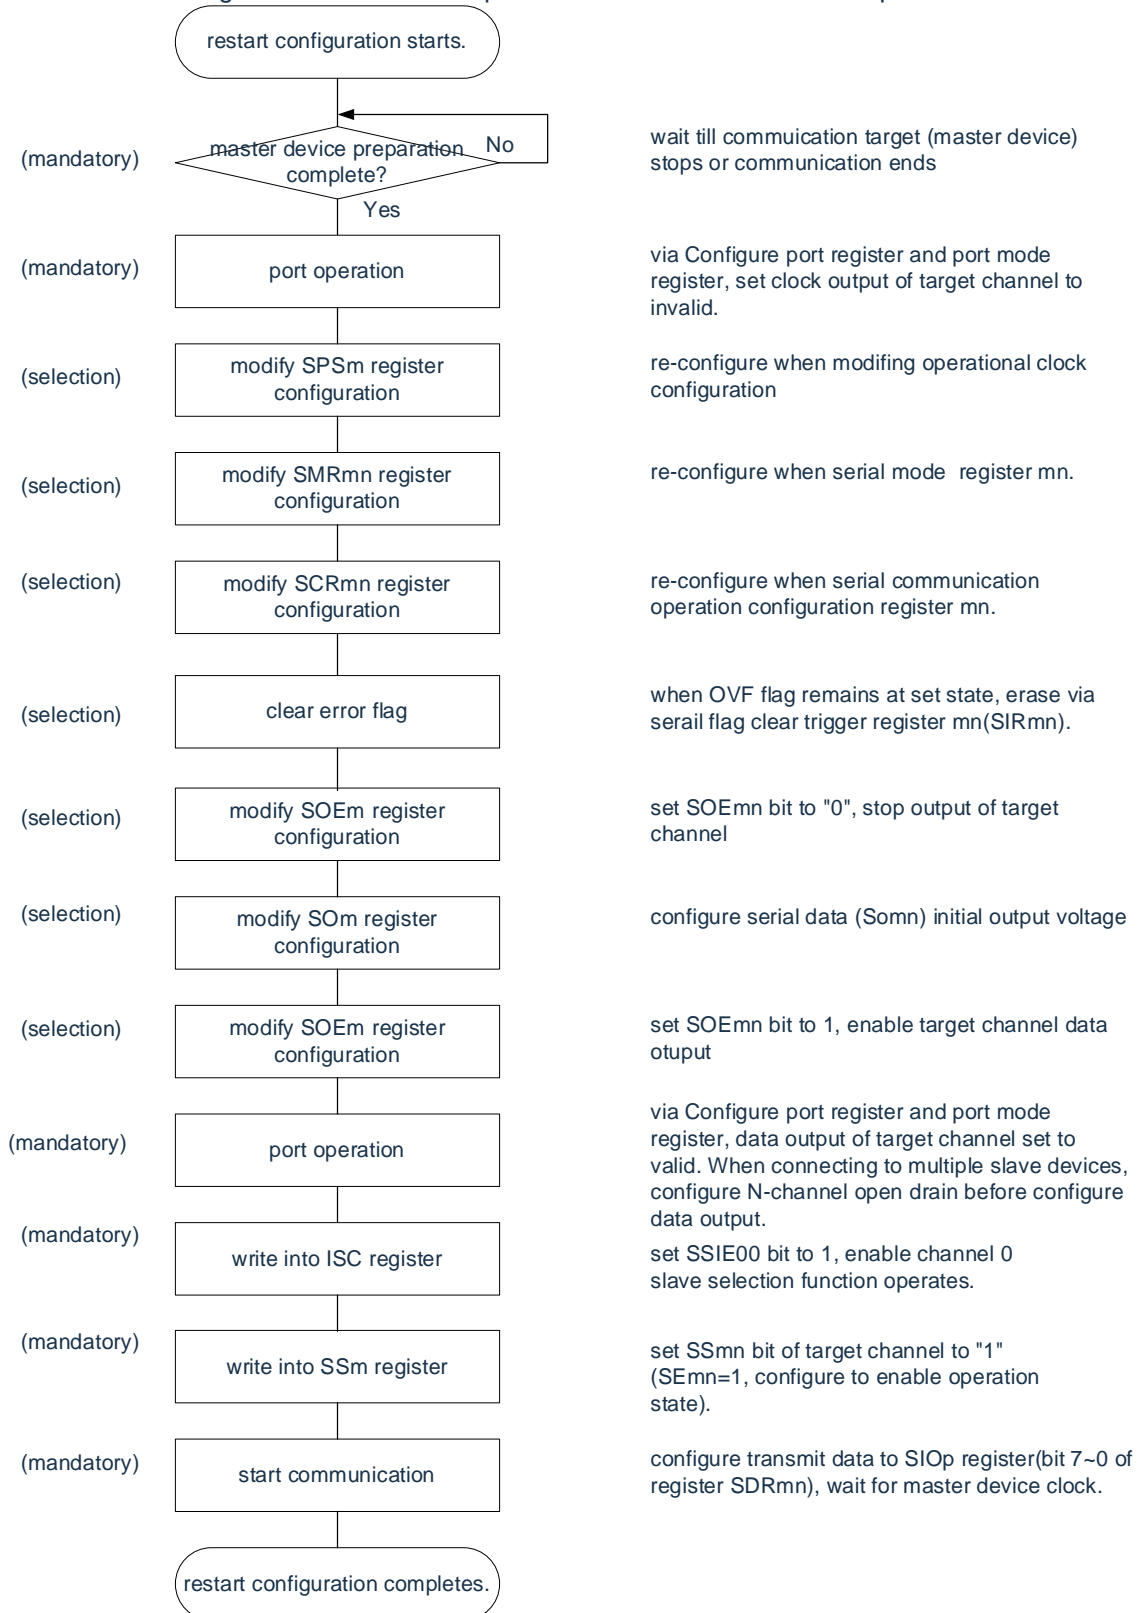 restart configuration starts.
(mandatory)
master device preparation
complete?
No
Yes
wait till commuication target (master device)
stops or communication ends
(mandatory)
port operation
via Configure port register and port mode
register, set clock output of target channel to
invalid.
(selection)
modify SPSm register
configuration
re-configure when modifing operational clock
configuration
(selection)
modify SMRmn register
configuration
re-configure when serial mode  register mn.
(selection)
modify SCRmn register
configuration
re-configure when serial communication
operation configuration register mn.
(selection)
clear error flag
when OVF flag remains at set state, erase via
serail flag clear trigger register mn(SIRmn).
(selection)
modify SOEm register
configuration
set SOEmn bit to "0", stop output of target
channel
(selection)
modify SOm register
configuration
configure serial data (Somn) initial output voltage
(selection)
modify SOEm register
configuration
set SOEmn bit to 1, enable target channel data
otuput
(mandatory)
port operation
via Configure port register and port mode
register, data output of target channel set to
valid. When connecting to multiple slave devices,
configure N-channel open drain before configure
data output.
(mandatory)
write into ISC register
set SSIE00 bit to 1, enable channel 0
slave selection function operates.
(mandatory)
write into SSm register
set SSmn bit of target channel to "1"
(SEmn=1, configure to enable operation
state).
(mandatory)
start communication
configure transmit data to SIOp register(bit 7~0 of
register SDRmn), wait for master device clock.
restart configuration completes.